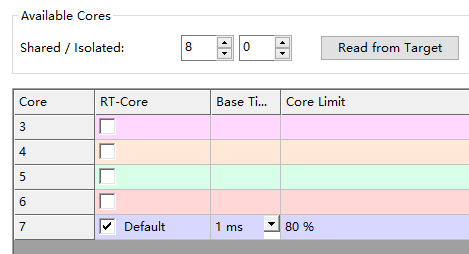 Available Cores
Shared / Isolated: 8 0 Read from Target
Core RT-Core Base Ti... Core Limit
3
4
5
6
7 Default 1 ms 80 %